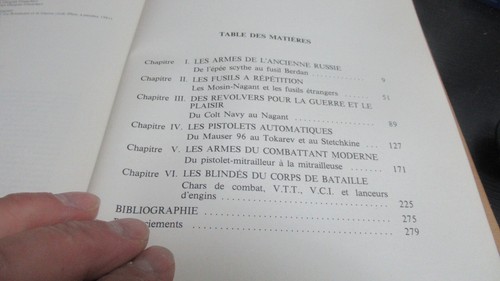 TABLE DES MATIÈRES
Chapitre I. LES ARMES DE L'ANCIENNE RUSSIE
De l'épée scythe au fusil Berdan ............ 9
Chapitre II. LES FUSILS A RÉPÉTITION
Les Mosin-Nagant et les fusils étrangers ...... 51
Chapitre III. DES REVOLVERS POUR LA GUERRE ET LE
PLAISIR
Du Colt Navy au Nagant .................... 89
Chapitre IV. LES PISTOLETS AUTOMATIQUES
Du Mauser 96 au Tokarev et au Stetchkine .... 127
Chapitre V. LES ARMES DU COMBATTANT MODERNE
Du pistolet-mitrailleur à la mitrailleuse ...... 171
Chapitre VI. LES BLINDÉS DU CORPS DE BATAILLE
Chars de combat, V.T.T., V.C.I. et lanceurs
d'engins .................................. 225
BIBLIOGRAPHIE .................................. 275
279